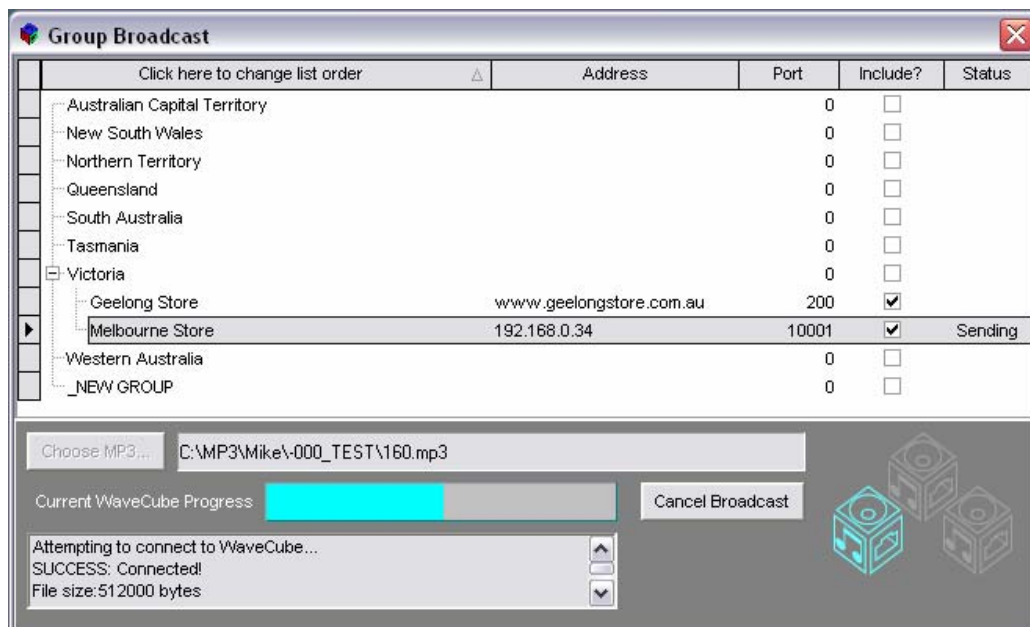 Group Broadcast
Click here to change list order Address Port Include? Status
Australian Capital Territory 0
New South Wales 0
Northern Territory 0
Queensland 0
South Australia 0
Tasmania 0
Victoria 0
Geelong Store www.geelongstore.com.au 200
Melbourne Store 192.168.0.34 10001 Sending
Western Australia 0
_NEW GROUP 0
Choose MP3... C:\MP3\Mike\-000_TEST\160.mp3
Current WaveCube Progress Cancel Broadcast
Attempting to connect to WaveCube...
SUCCESS: Connected!
File size:512000 bytes